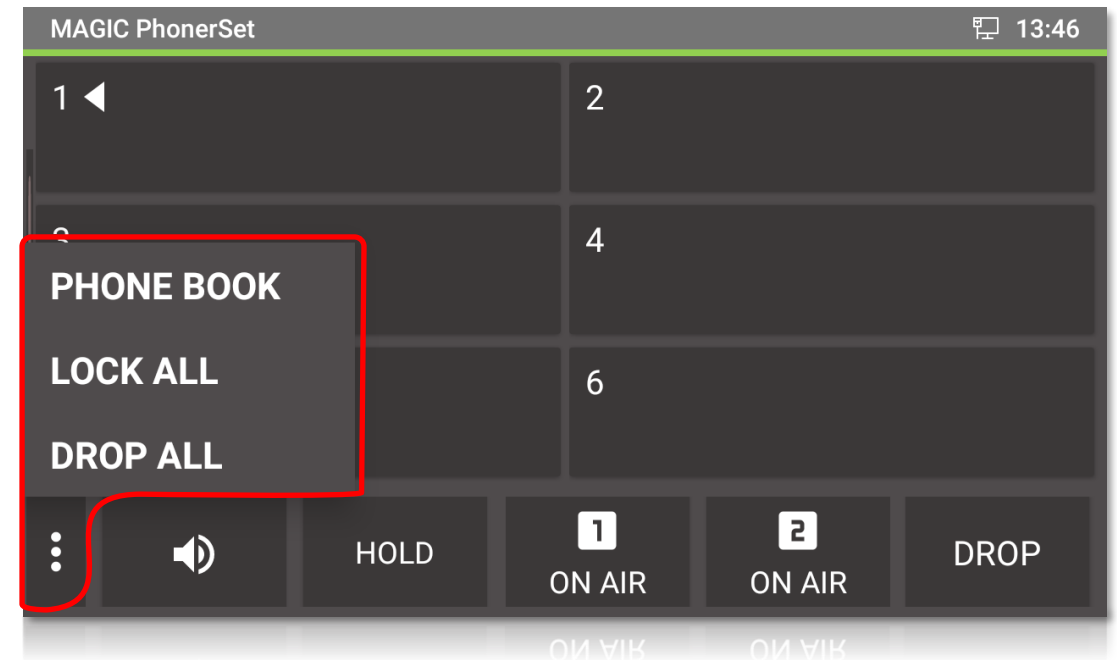 MAGIC PhonerSet 13:46
1 2
4
PHONE BOOK
LOCK ALL
6
DROP ALL
HOLD
1
ON AIR
2
ON AIR
DROP